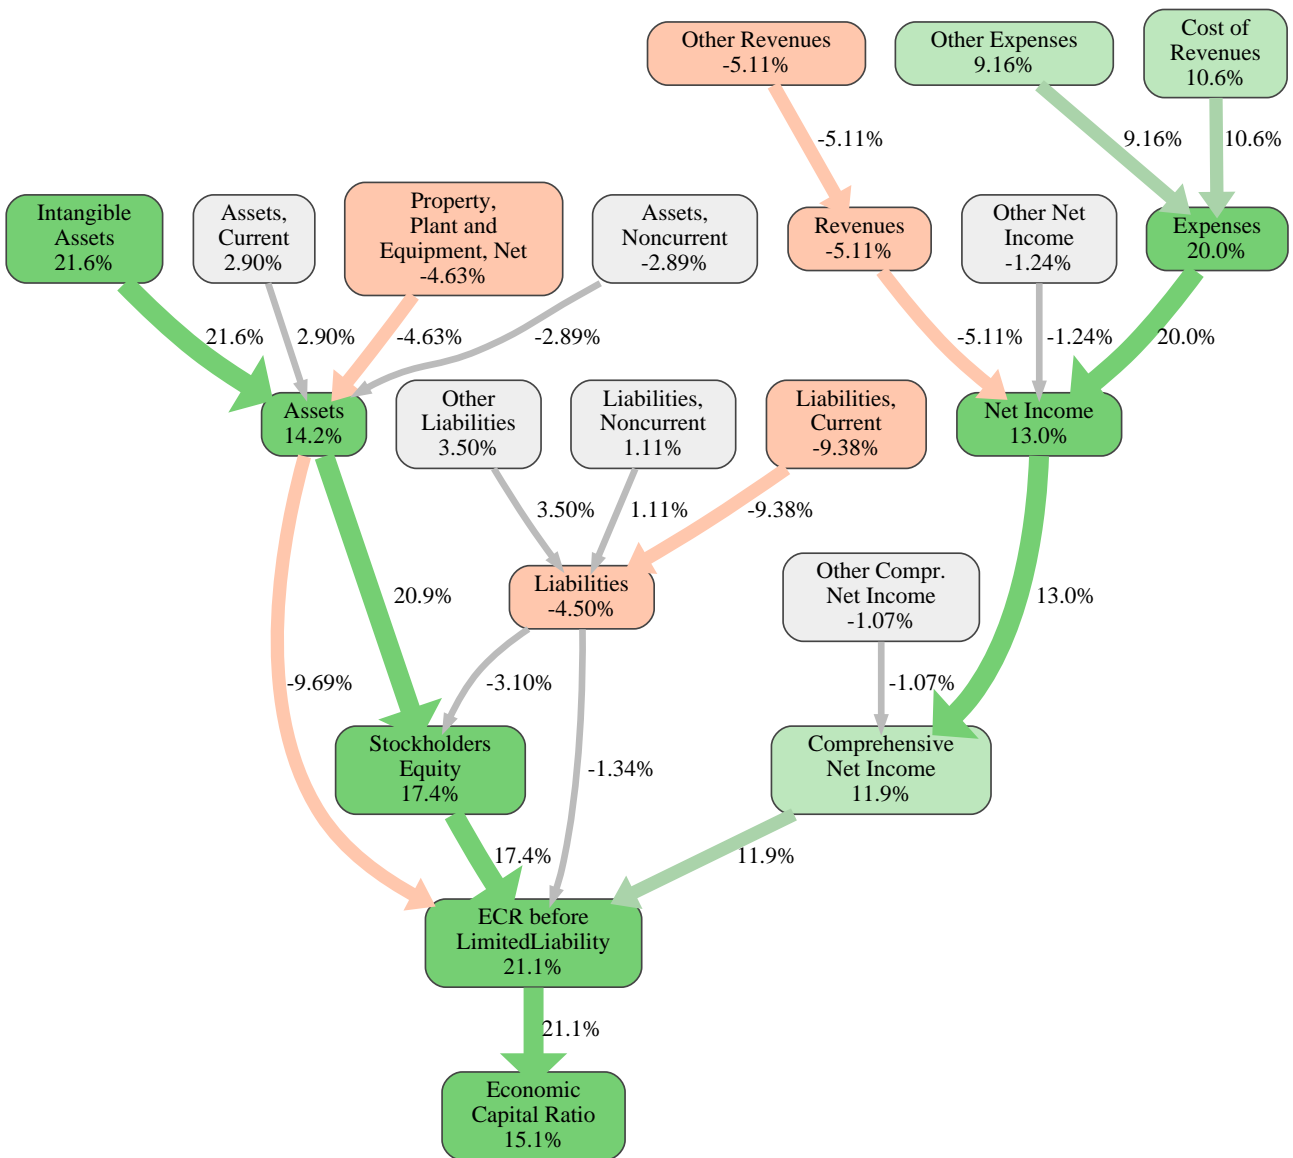 Other Revenues
-5.11%
Other Expenses
9.16%
Cost of
Revenues
10.6%
-5.11%
9.16%
10.6%
Intangible
Assets
21.6%
Assets,
Current
2.90%
Property,
Plant and
Equipment, Net
-4.63%
Assets,
Noncurrent
-2.89%
Revenues
-5.11%
Other Net
Income
-1.24%
Expenses
20.0%
21.6%
2.90%
-4.63%
-2.89%
-5.11%
-1.24%
20.0%
Assets
14.2%
Other
Liabilities
3.50%
Liabilities,
Noncurrent
1.11%
Liabilities,
Current
-9.38%
Net Income
13.0%
3.50%
1.11%
-9.38%
Liabilities
-4.50%
Other Compr.
Net Income
-1.07%
20.9%
13.0%
-9.69%
-3.10%
-1.07%
Stockholders
Equity
17.4%
-1.34%
Comprehensive
Net Income
11.9%
17.4%
11.9%
ECR before
LimitedLiability
21.1%
21.1%
Economic
Capital Ratio
15.1%